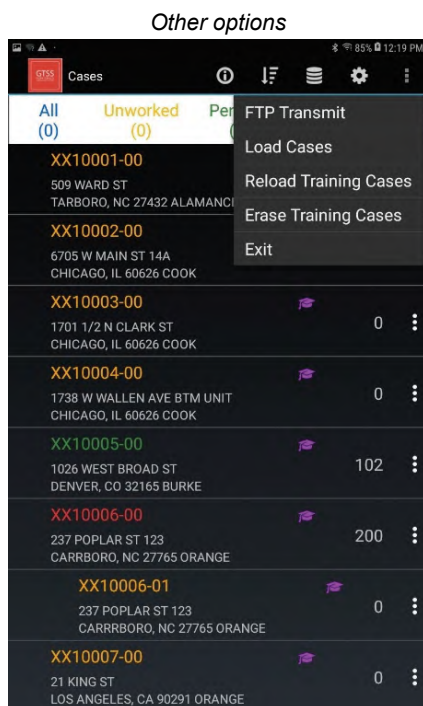 Other options
85% 12:19 PM
GTSS Cases
All Unworked Per
(0) (0) (
FTP Transmit
Load Cases
Reload Training Cases
Erase Training Cases
Exit
XX10001-00
509 WARD ST
TARBORO, NC 27432 ALAMANC
XX10002-00
6705 W MAIN ST 14A
CHICAGO, IL 60626 COOK
XX10003-00
1701 1/2 N CLARK ST 0
CHICAGO, IL 60626 COOK
XX10004-00
1738 W WALLEN AVE BTM UNIT 0
CHICAGO, IL 60626 COOK
XX10005-00
1026 WEST BROAD ST 102
DENVER, CO 32165 BURKE
XX10006-00
237 POPLAR ST 123 200
CARRBORO, NC 27765 ORANGE
XX10006-01
237 POPLAR ST 123 0
CARRRBORO, NC 27765 ORANGE
XX10007-00
21 KING ST 0
LOS ANGELES, CA 90291 ORANGE